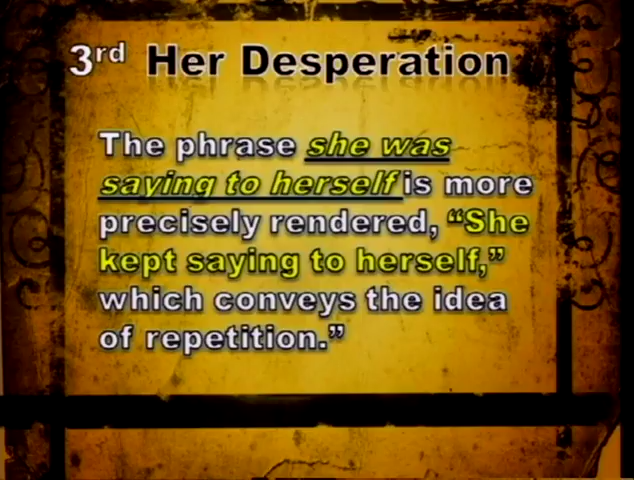 3rd Her Desperation
The phrase she was
saying to herself is more
precisely rendered, “She
kept saying to herself,”
which conveys the idea
of repetition.”